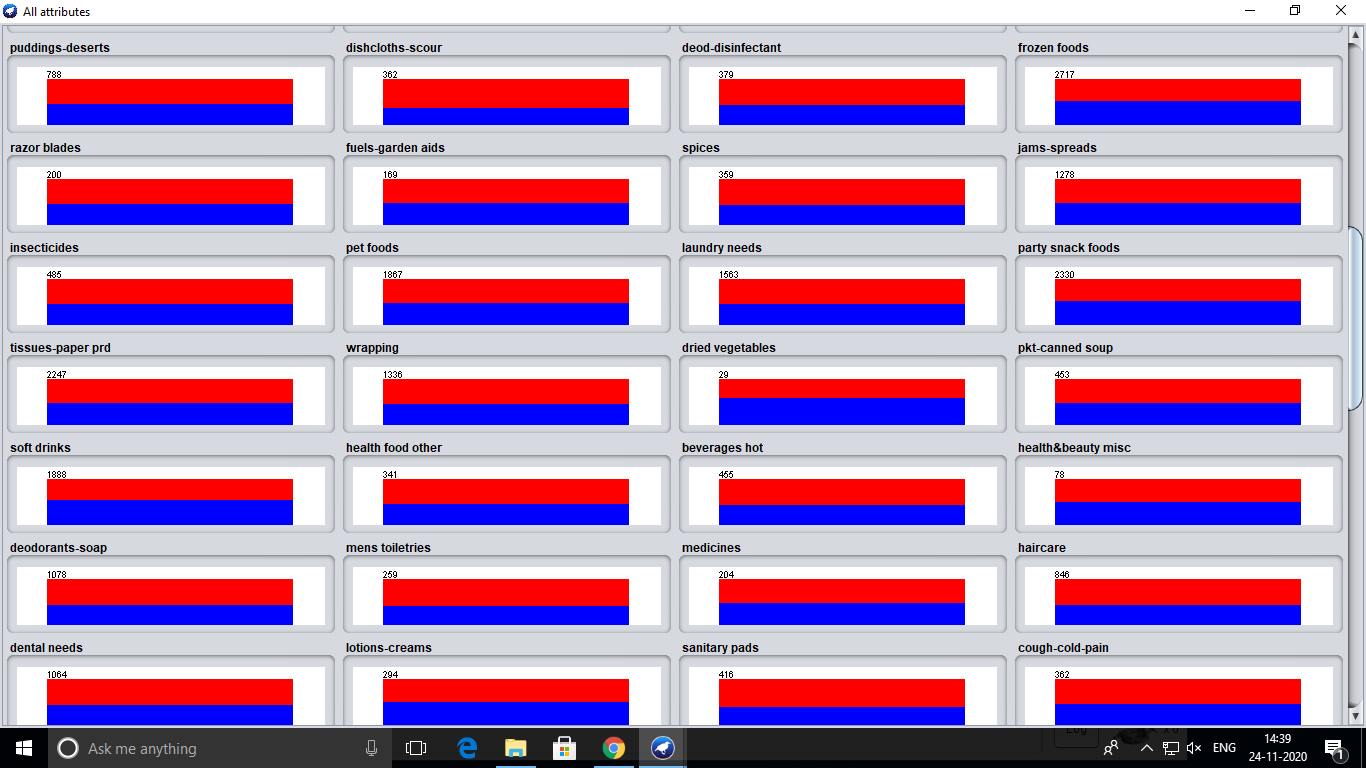 All attributes
puddings-deserts dishcloths-scour deod-disinfectant frozen foods
788 362 379 2717
razor blades fuels-garden aids spices jams-spreads
200 169 359 1278
insecticides pet foods laundry needs party snack foods
485 1867 1563 2330
tissues-paper prd wrapping dried vegetables pkt-canned soup
2247 1336 29 453
soft drinks health food other beverages hot health&beauty misc
1888 341 455 78
deodorants-soap mens toiletries medicines haircare
1078 259 204 846
dental needs lotions-creams sanitary pads cough-cold-pain
1064 294 416 362
Log x 0
Ask me anything ENG 14:39
24-11-2020 1